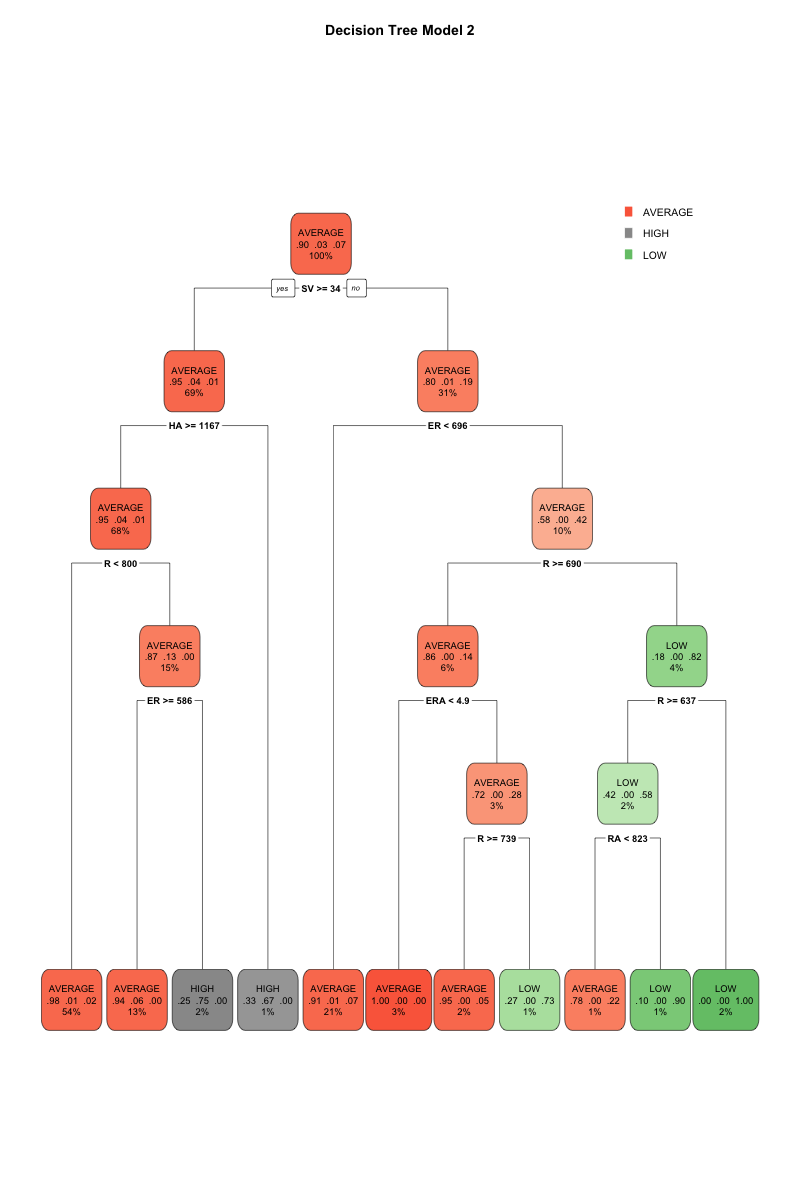 Decision Tree Model 2
AVERAGE
HIGH
LOW
AVERAGE
.90 .03 .07
100%
yes SV >= 34 no
AVERAGE
.95 .04 .01
69%
AVERAGE
.80 .01 .19
31%
HA >= 1167
ER < 696
AVERAGE
.95 .04 .01
68%
AVERAGE
.58 .00 .42
10%
R < 800
R >= 690
AVERAGE
.87 .13 .00
15%
AVERAGE
.86 .00 .14
6%
LOW
.18 .00 .82
4%
ER >= 586
ERA < 4.9
R >= 637
AVERAGE
.72 .00 .28
3%
LOW
.42 .00 .58
2%
R >= 739
RA < 823
AVERAGE
.98 .01 .02
54%
AVERAGE
.94 .06 .00
13%
HIGH
.25 .75 .00
2%
HIGH
.33 .67 .00
1%
AVERAGE
.91 .01 .07
21%
AVERAGE
1.00 .00 .00
3%
AVERAGE
.95 .00 .05
2%
LOW
.27 .00 .73
1%
AVERAGE
.78 .00 .22
1%
LOW
.10 .00 .90
1%
LOW
.00 .00 1.00
2%